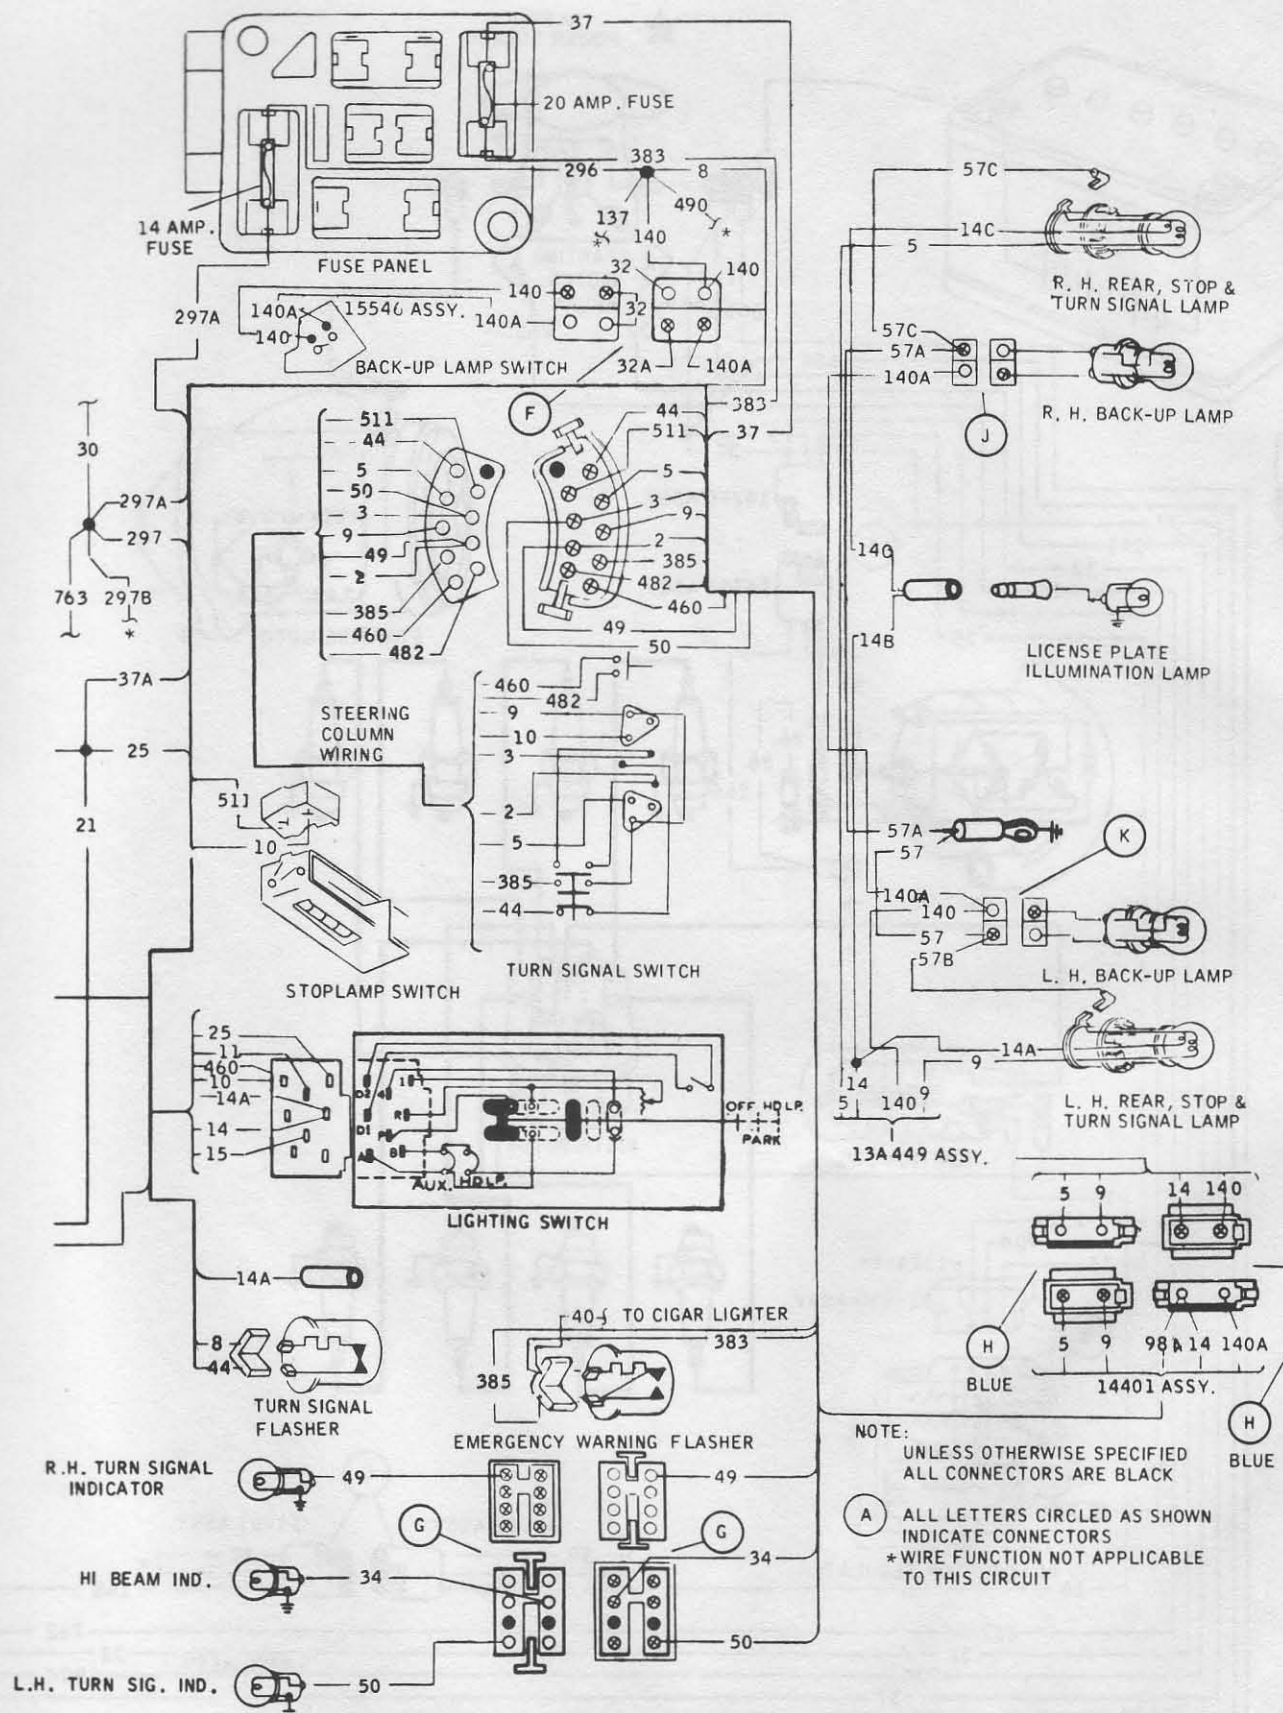 37
20 AMP. FUSE
383
296
8
137
490
*
*
140
14 AMP.
FUSE
FUSE PANEL
297A
140
32
140
140A
15546 ASSY.
140A
32
140
BACK-UP LAMP SWITCH
32A
140A
F
383
37
30
297A
297
763
297B
*
37A
25
21
511
44
5
50
3
9
49
2
385
460
482
44
511
5
3
9
2
385
482
460
49
50
STEERING
COLUMN
WIRING
460
482
9
10
3
2
5
385
44
TURN SIGNAL SWITCH
511
10
STOPLAMP SWITCH
25
11
460
10
14A
14
15
D2
4
1
R
D1
P
A
B
AUX. HDLP.
OFF HDLP.
PARK
LIGHTING SWITCH
14A
8
44
TURN SIGNAL
FLASHER
40
TO CIGAR LIGHTER
383
385
EMERGENCY WARNING FLASHER
R.H. TURN SIGNAL
INDICATOR
49
49
G
G
HI BEAM IND.
34
34
L.H. TURN SIG. IND.
50
50
57C
14C
5
R. H. REAR, STOP &
TURN SIGNAL LAMP
57C
57A
140A
J
R. H. BACK-UP LAMP
140
14B
LICENSE PLATE
ILLUMINATION LAMP
57A
57
K
140A
140
57
57B
L. H. BACK-UP LAMP
14A
9
14
5
140
9
L. H. REAR, STOP &
TURN SIGNAL LAMP
13A449 ASSY.
5
9
14
140
H
BLUE
5
9
14
140A
14401 ASSY.
H
BLUE
NOTE:
UNLESS OTHERWISE SPECIFIED
ALL CONNECTORS ARE BLACK
A
ALL LETTERS CIRCLED AS SHOWN
INDICATE CONNECTORS
*WIRE FUNCTION NOT APPLICABLE
TO THIS CIRCUIT